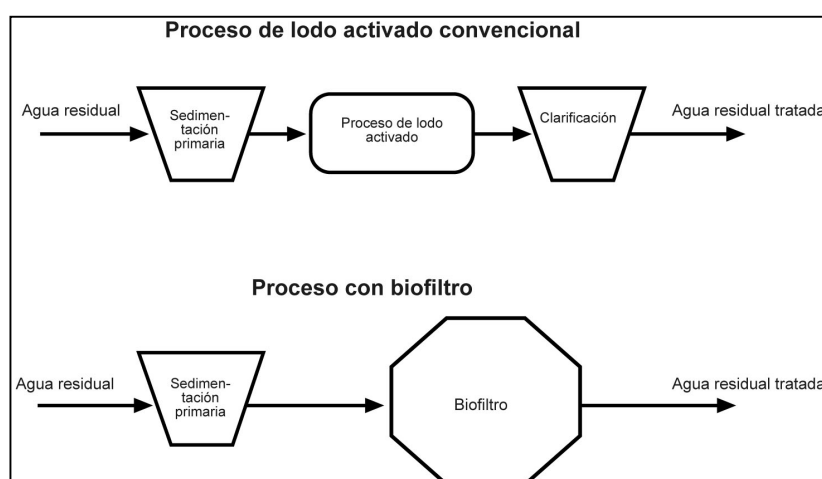 Proceso de lodo activado convencional
Agua residual
Sedimen-
tación
primaria
Proceso de lodo
activado
Clarificación
Agua residual tratada
Proceso con biofiltro
Agua residual
Sedimen-
tación
primaria
Biofiltro
Agua residual tratada